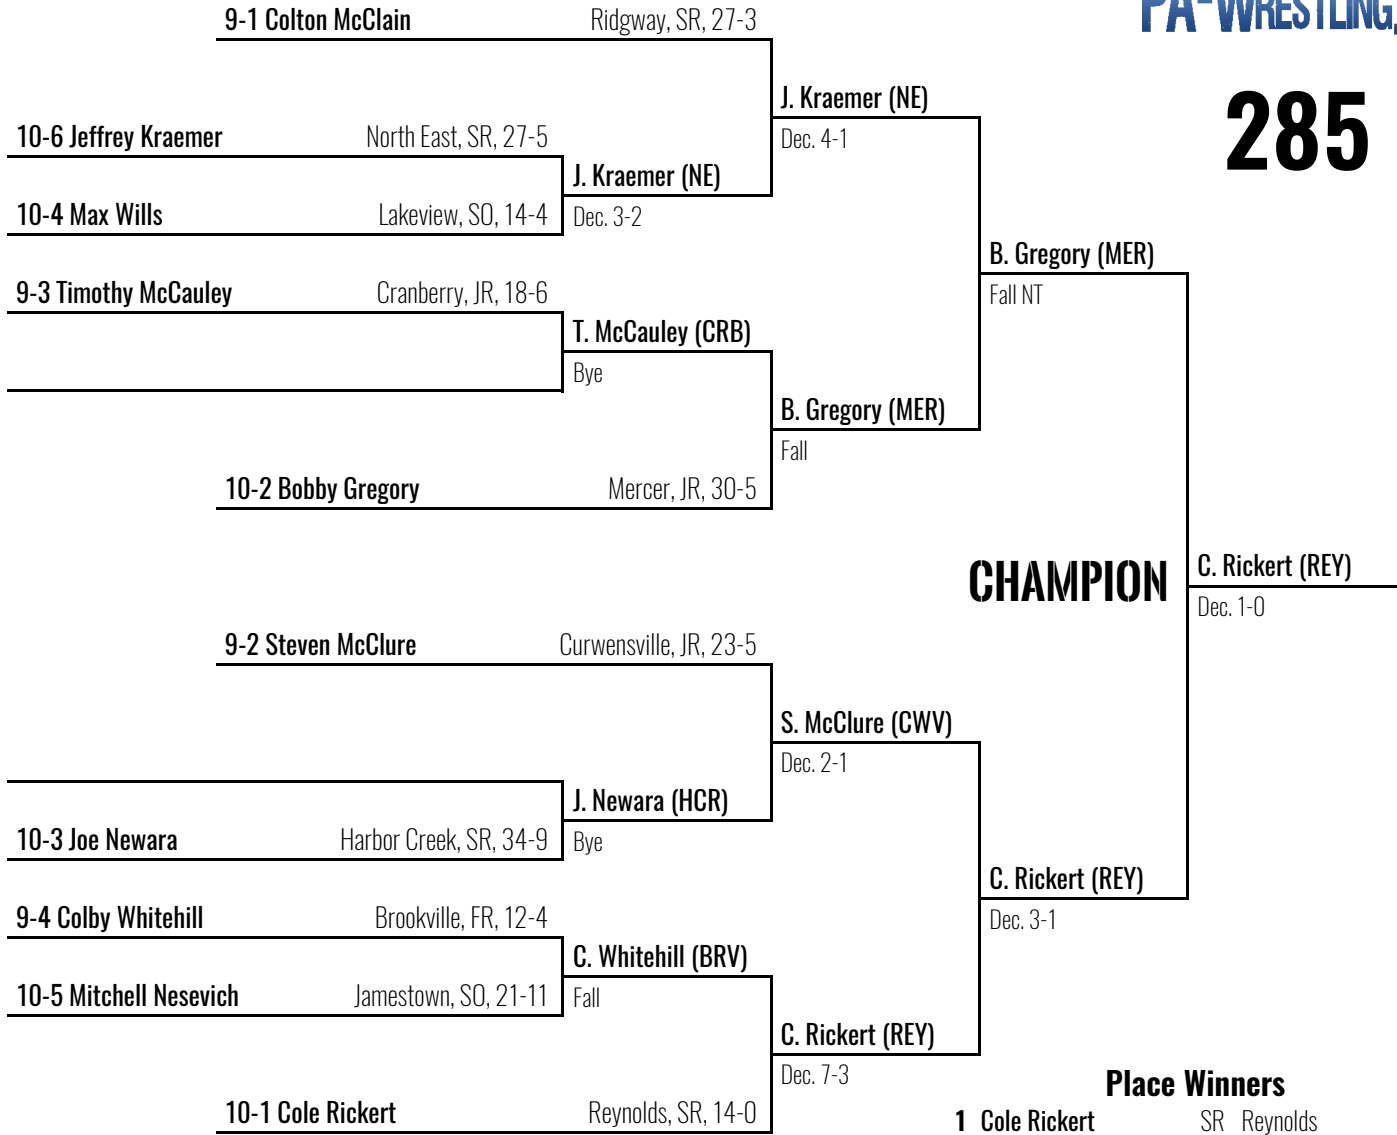 PA-WRESTLING.
285
9-1 Colton McClain Ridgway, SR, 27-3
J. Kraemer (NE)
Dec. 4-1
10-6 Jeffrey Kraemer North East, SR, 27-5
J. Kraemer (NE)
Dec. 3-2
10-4 Max Wills Lakeview, SO, 14-4
B. Gregory (MER)
Fall NT
9-3 Timothy McCauley Cranberry, JR, 18-6
T. McCauley (CRB)
Bye
B. Gregory (MER)
Fall
10-2 Bobby Gregory Mercer, JR, 30-5
CHAMPION
C. Rickert (REY)
Dec. 1-0
9-2 Steven McClure Curwensville, JR, 23-5
S. McClure (CWV)
Dec. 2-1
J. Newara (HCR)
Bye
10-3 Joe Newara Harbor Creek, SR, 34-9
C. Rickert (REY)
Dec. 3-1
9-4 Colby Whitehill Brookville, FR, 12-4
C. Whitehill (BRV)
Fall
10-5 Mitchell Nesevich Jamestown, SO, 21-11
C. Rickert (REY)
Dec. 7-3
10-1 Cole Rickert Reynolds, SR, 14-0
Place Winners
1 Cole Rickert SR Reynolds